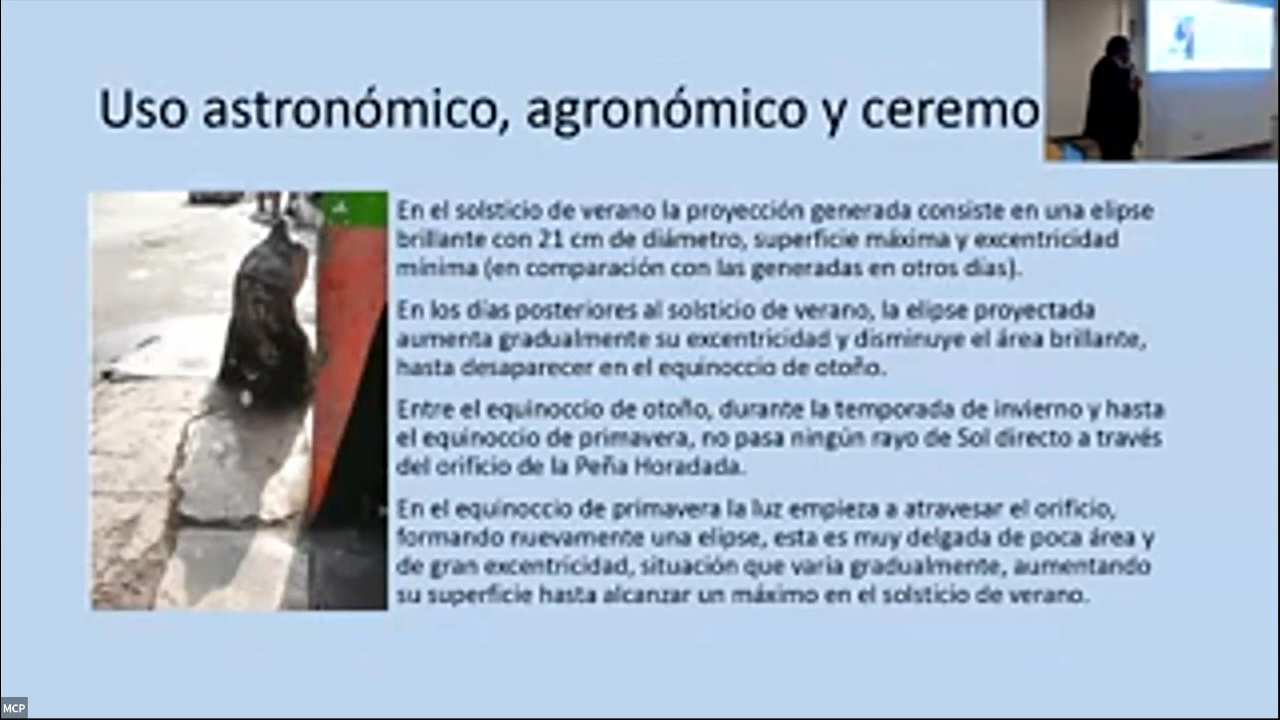 Uso astronómico, agronómico y ceremo
En el solsticio de verano la proyección generada consiste en una elipse
brillante con 21 cm de diámetro, superficie máxima y excentricidad
mínima (en comparación con las generadas en otros días).
En los días posteriores al solsticio de verano, la elipse proyectada
aumenta gradualmente su excentricidad y disminuye el área brillante,
hasta desaparecer en el equinoccio de otoño.
Entre el equinoccio de otoño, durante la temporada de invierno y hasta
el equinoccio de primavera, no pasa ningún rayo de Sol directo a través
del orificio de la Peña Horadada.
En el equinoccio de primavera la luz empieza a atravesar el orificio,
formando nuevamente una elipse, esta es muy delgada de poca área y
de gran excentricidad, situación que varía gradualmente, aumentando
su superficie hasta alcanzar un máximo en el solsticio de verano.
MCP